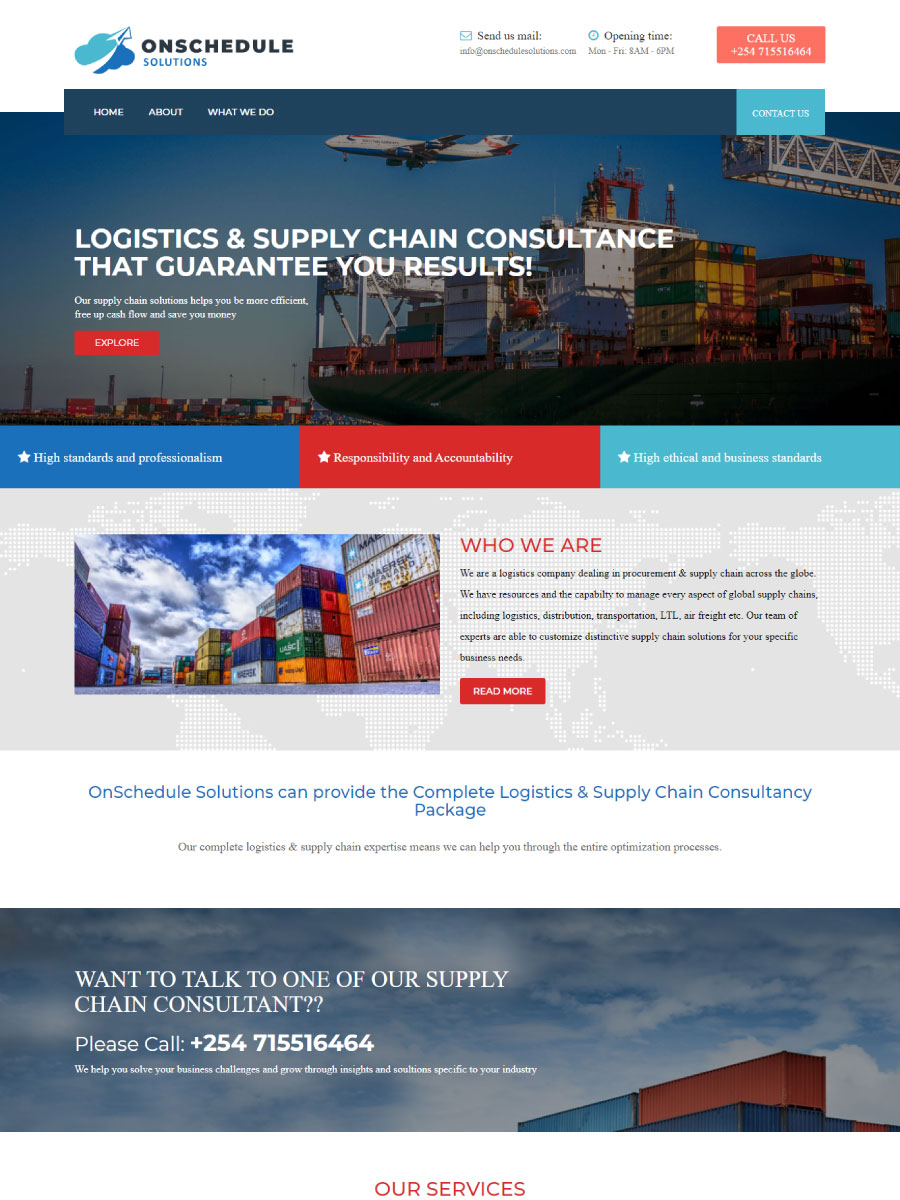 ONSCHEDULE
SOLUTIONS
Send us mail:
info@onschedulesolutions.com
Opening time:
Mon - Fri: 8AM - 6PM
CALL US
+254 715516464
HOME
ABOUT
WHAT WE DO
CONTACT US
LOGISTICS & SUPPLY CHAIN CONSULTANCE
THAT GUARANTEE YOU RESULTS!
Our supply chain solutions helps you be more efficient,
free up cash flow and save you money
EXPLORE
High standards and professionalism
Responsibility and Accountability
High ethical and business standards
MAERSK
MAERSK
UASC
MAERSK
WHO WE ARE
We are a logistics company dealing in procurement & supply chain across the globe.
We have resources and the capabilty to manage every aspect of global supply chains,
including logistics, distribution, transportation, LTL, air freight etc. Our team of
experts are able to customize distinctive supply chain solutions for your specific
business needs.
READ MORE
OnSchedule Solutions can provide the Complete Logistics & Supply Chain Consultancy
Package
Our complete logistics & supply chain expertise means we can help you through the entire optimization processes.
WANT TO TALK TO ONE OF OUR SUPPLY
CHAIN CONSULTANT??
Please Call: +254 715516464
We help you solve your business challenges and grow through insights and soultions specific to your industry
OUR SERVICES